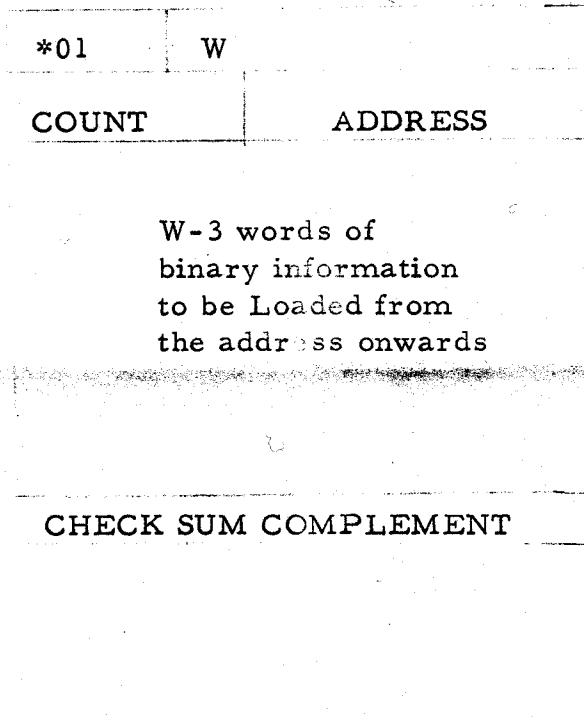 *01 W
COUNT ADDRESS
W-3 words of
binary information
to be Loaded from
the address onwards
CHECK SUM COMPLEMENT